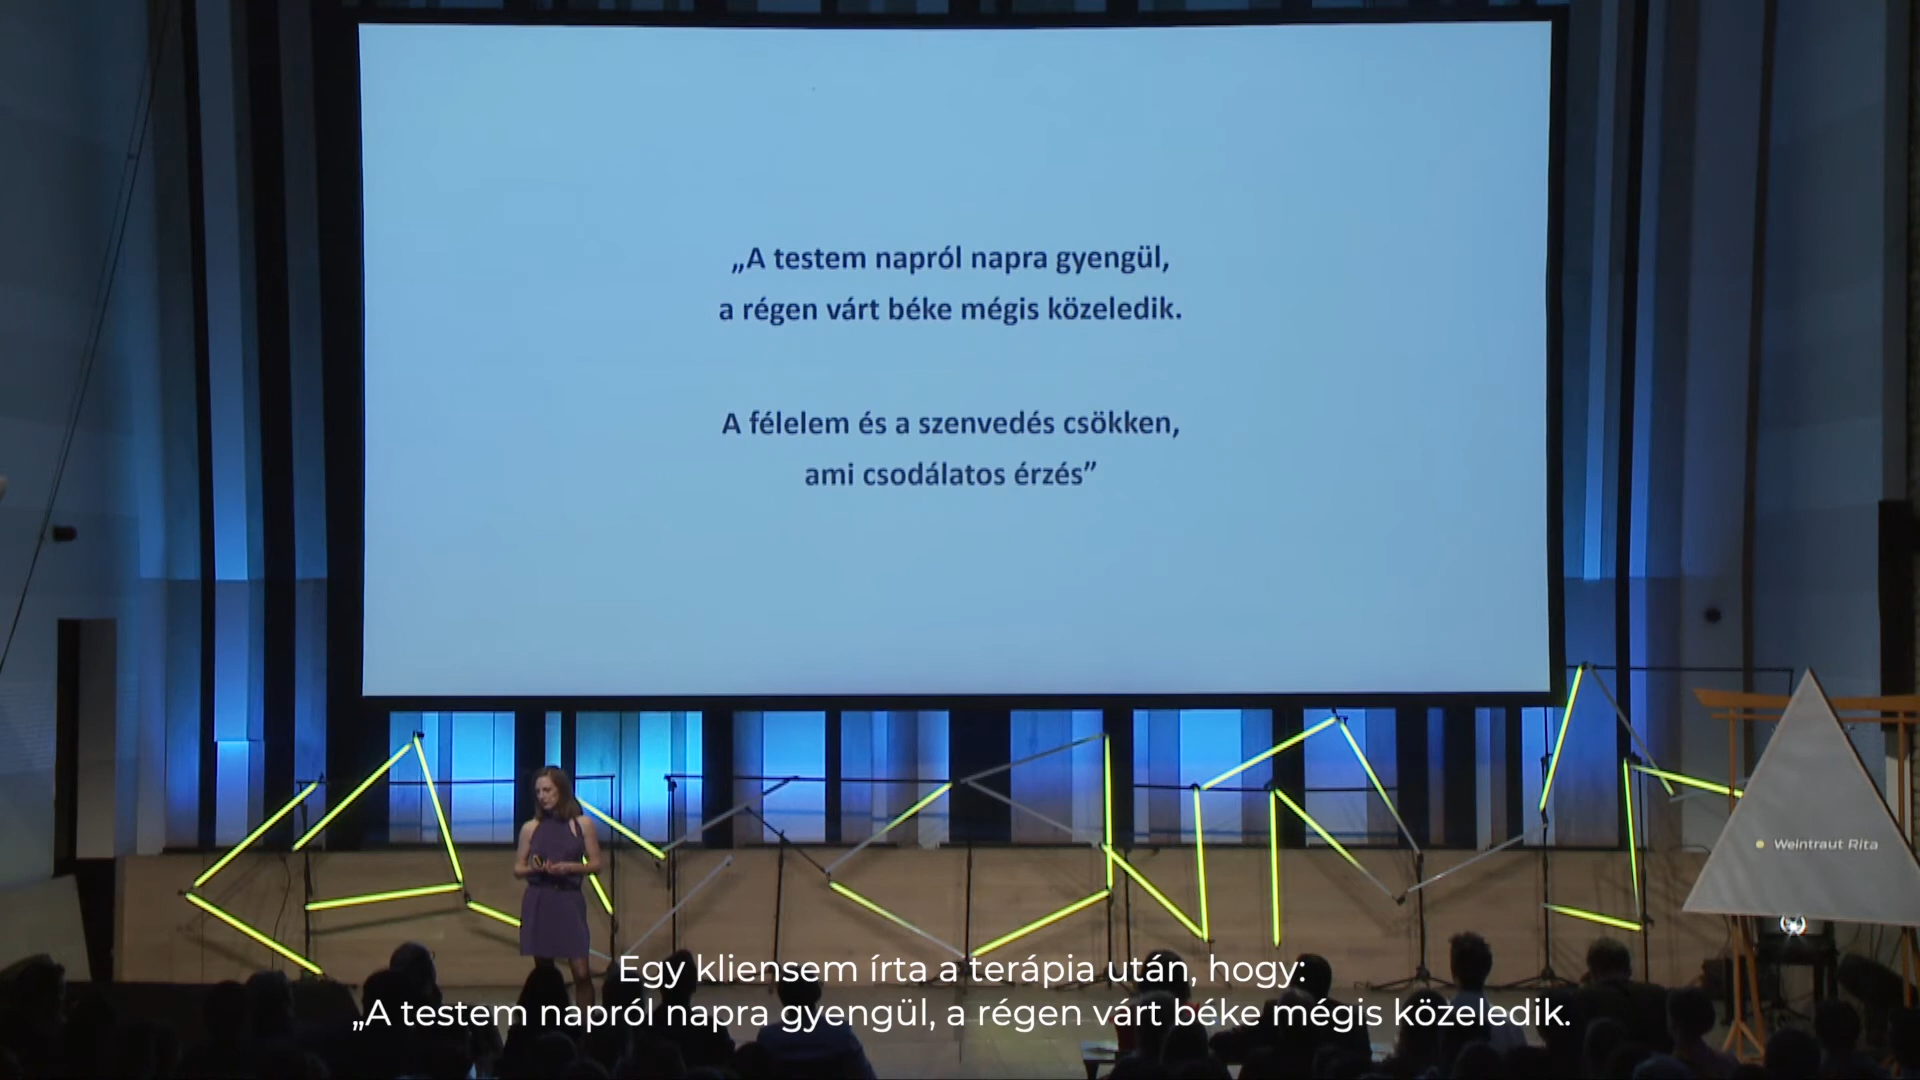 „A testem napról napra gyengül,
a régen várt béke mégis közeledik.
A félelem és a szenvedés csökken,
ami csodálatos érzés”
Weintraut Rita
Egy kliensem írta a terápia után, hogy:
„A testem napról napra gyengül, a régen várt béke mégis közeledik.